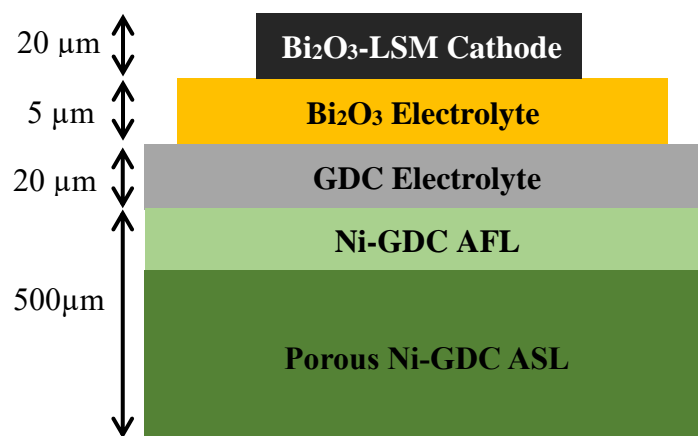 20 µm
Bi₂O₃-LSM Cathode
5 µm
Bi₂O₃ Electrolyte
20 µm
GDC Electrolyte
Ni-GDC AFL
500µm
Porous Ni-GDC ASL